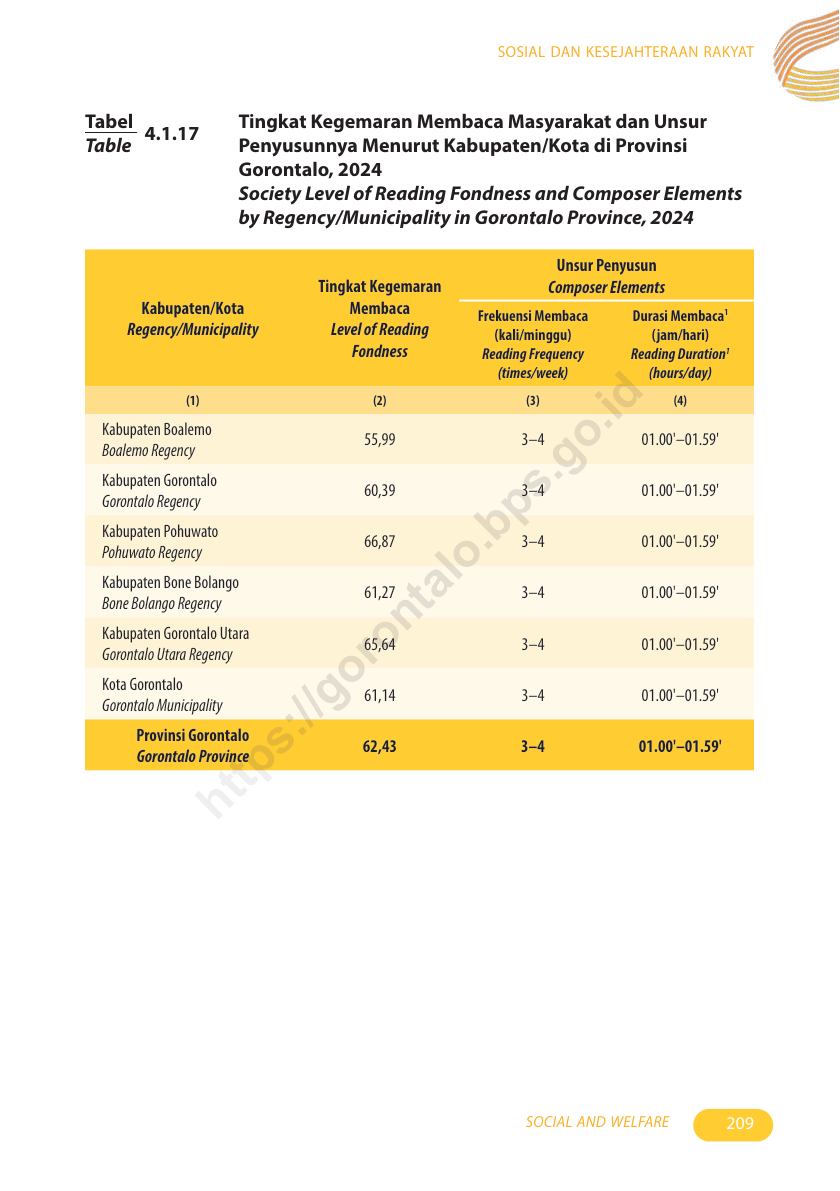 SOSIAL DAN KESEJAHTERAAN RAKYAT
Tabel
Table
4.1.17
Tingkat Kegemaran Membaca Masyarakat dan Unsur
Penyusunnya Menurut Kabupaten/Kota di Provinsi
Gorontalo, 2024
Society Level of Reading Fondness and Composer Elements
by Regency/Municipality in Gorontalo Province, 2024
Kabupaten/Kota
Regency/Municipality
Tingkat Kegemaran
Membaca
Level of Reading
Fondness
Unsur Penyusun
Composer Elements
Frekuensi Membaca
(kali/minggu)
Reading Frequency
(times/week)
Durasi Membaca¹
(jam/hari)
Reading Duration¹
(hours/day)
(1) (2) (3) (4)
Kabupaten Boalemo
Boalemo Regency
55,99 3–4 01.00'–01.59'
Kabupaten Gorontalo
Gorontalo Regency
60,39 3–4 01.00'–01.59'
Kabupaten Pohuwato
Pohuwato Regency
66,87 3–4 01.00'–01.59'
Kabupaten Bone Bolango
Bone Bolango Regency
61,27 3–4 01.00'–01.59'
Kabupaten Gorontalo Utara
Gorontalo Utara Regency
65,64 3–4 01.00'–01.59'
Kota Gorontalo
Gorontalo Municipality
61,14 3–4 01.00'–01.59'
Provinsi Gorontalo
Gorontalo Province
62,43 3–4 01.00'–01.59'
https://gorontalo.bps.go.id
SOCIAL AND WELFARE 209